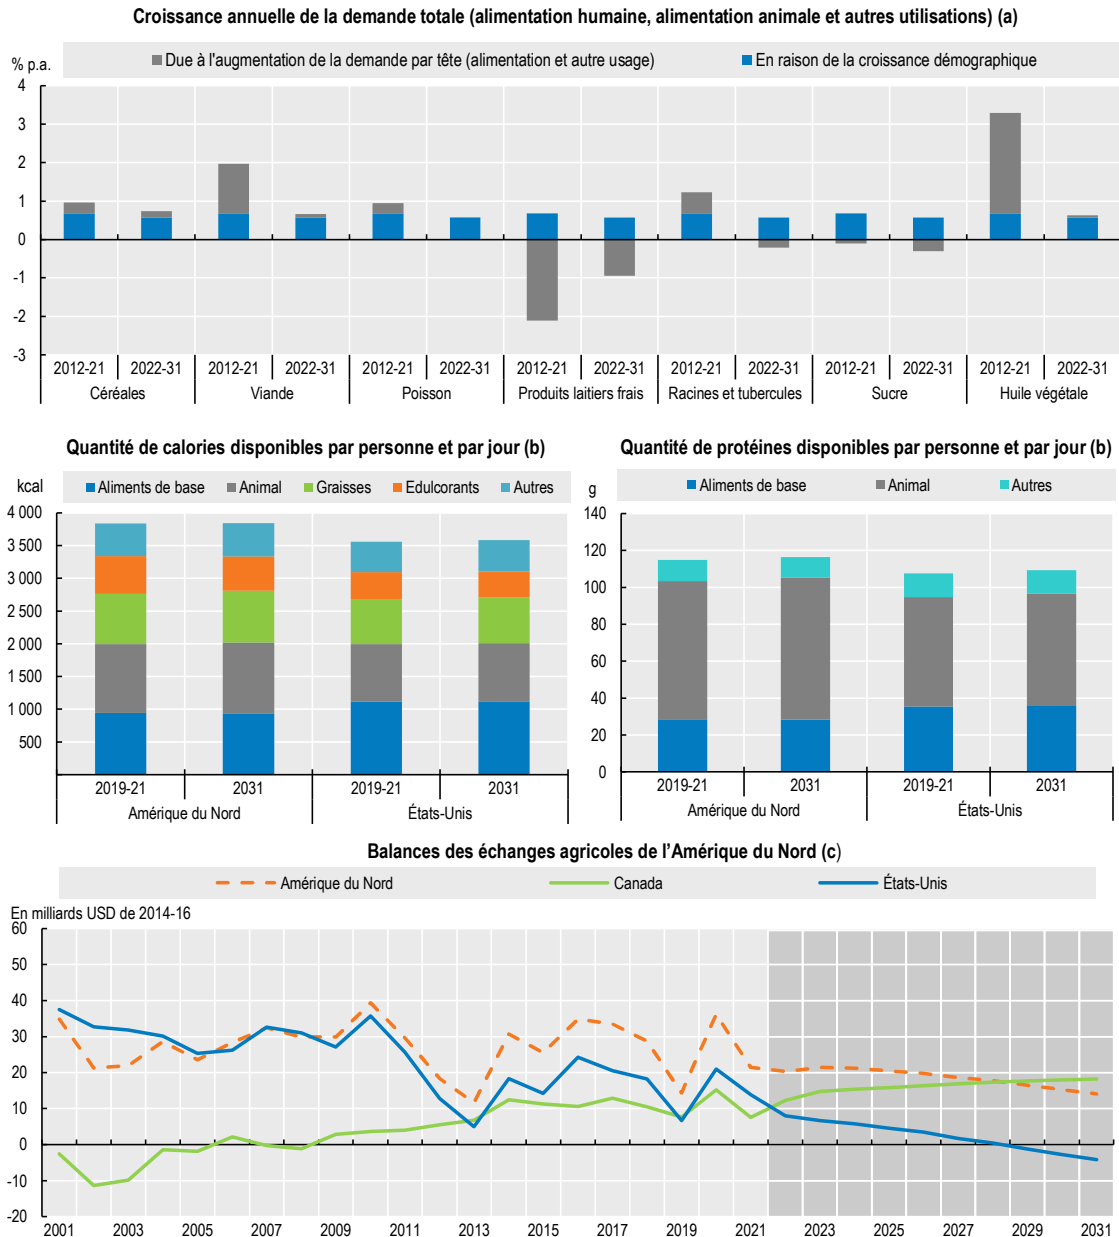 Croissance annuelle de la demande totale (alimentation humaine, alimentation animale et autres utilisations) (a)
% p.a.
Due à l'augmentation de la demande par tête (alimentation et autre usage) En raison de la croissance démographique
4
3
2
1
0
-1
-2
-3
2012-21 2022-31 2012-21 2022-31 2012-21 2022-31 2012-21 2022-31 2012-21 2022-31 2012-21 2022-31 2012-21 2022-31
Céréales Viande Poisson Produits laitiers frais Racines et tubercules Sucre Huile végétale
Quantité de calories disponibles par personne et par jour (b)
kcal
Aliments de base Animal Graisses Edulcorants Autres
4 000
3 500
3 000
2 500
2 000
1 500
1 000
500
2019-21 2031 2019-21 2031
Amérique du Nord États-Unis
Quantité de protéines disponibles par personne et par jour (b)
g
Aliments de base Animal Autres
140
120
100
80
60
40
20
0
2019-21 2031 2019-21 2031
Amérique du Nord États-Unis
Balances des échanges agricoles de l'Amérique du Nord (c)
Amérique du Nord Canada États-Unis
En milliards USD de 2014-16
60
50
40
30
20
10
0
-10
-20
2001 2003 2005 2007 2009 2011 2013 2015 2017 2019 2021 2023 2025 2027 2029 2031